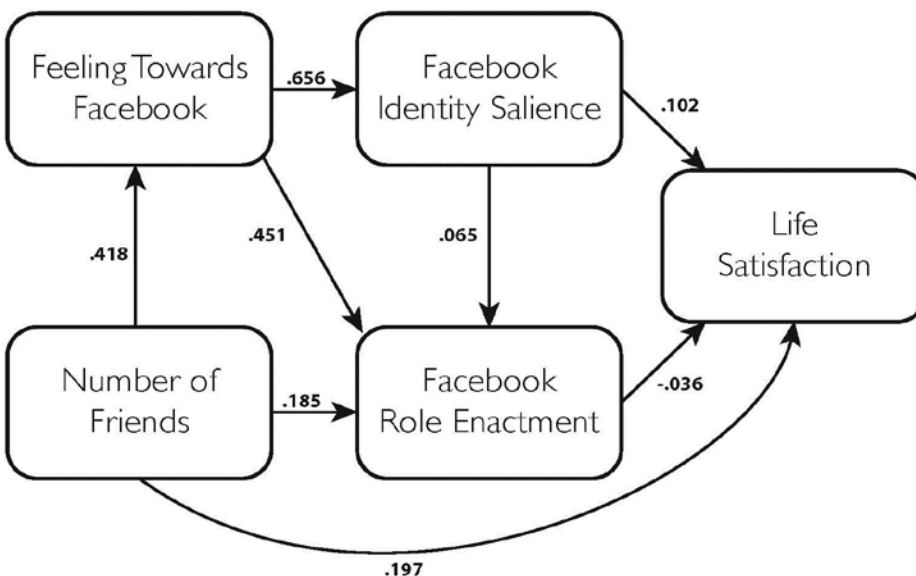 Feeling Towards
Facebook
.656
Facebook
Identity Salience
.102
.418
.451
.065
Life
Satisfaction
Number of
Friends
.185
Facebook
Role Enactment
-.036
.197